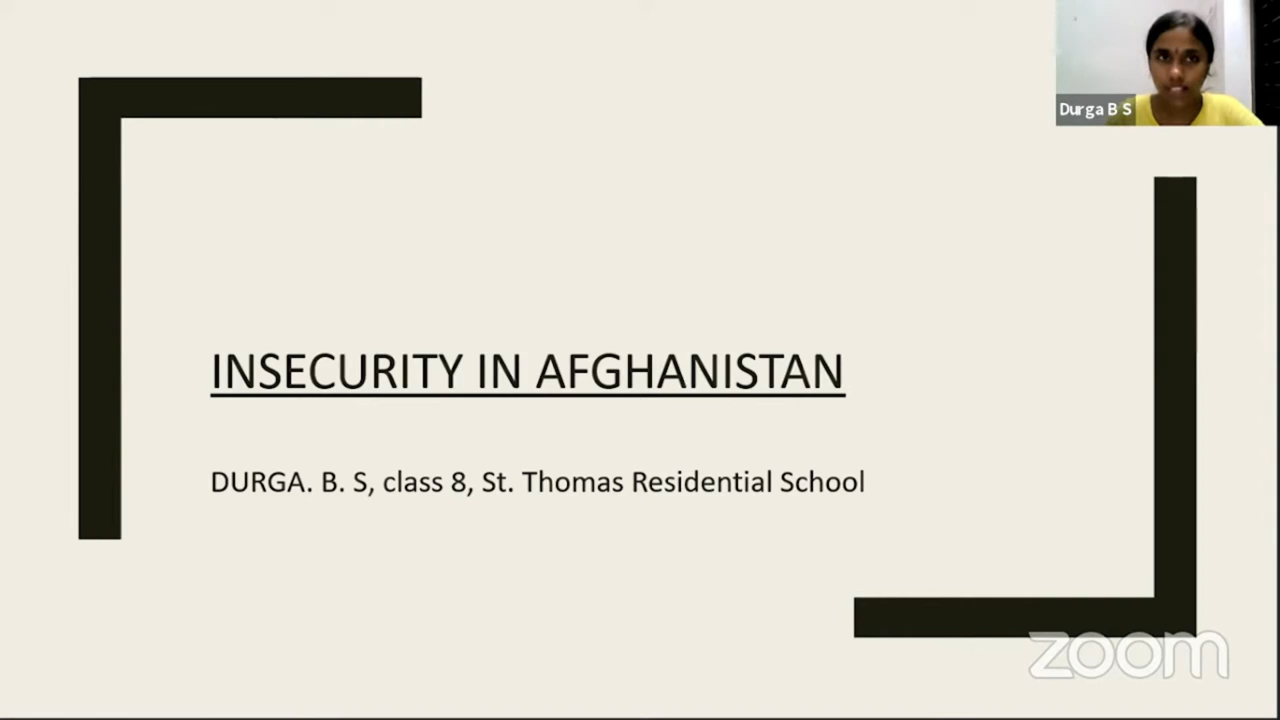 Durga B S
INSECURITY IN AFGHANISTAN
DURGA. B. S, class 8, St. Thomas Residential School
zoom